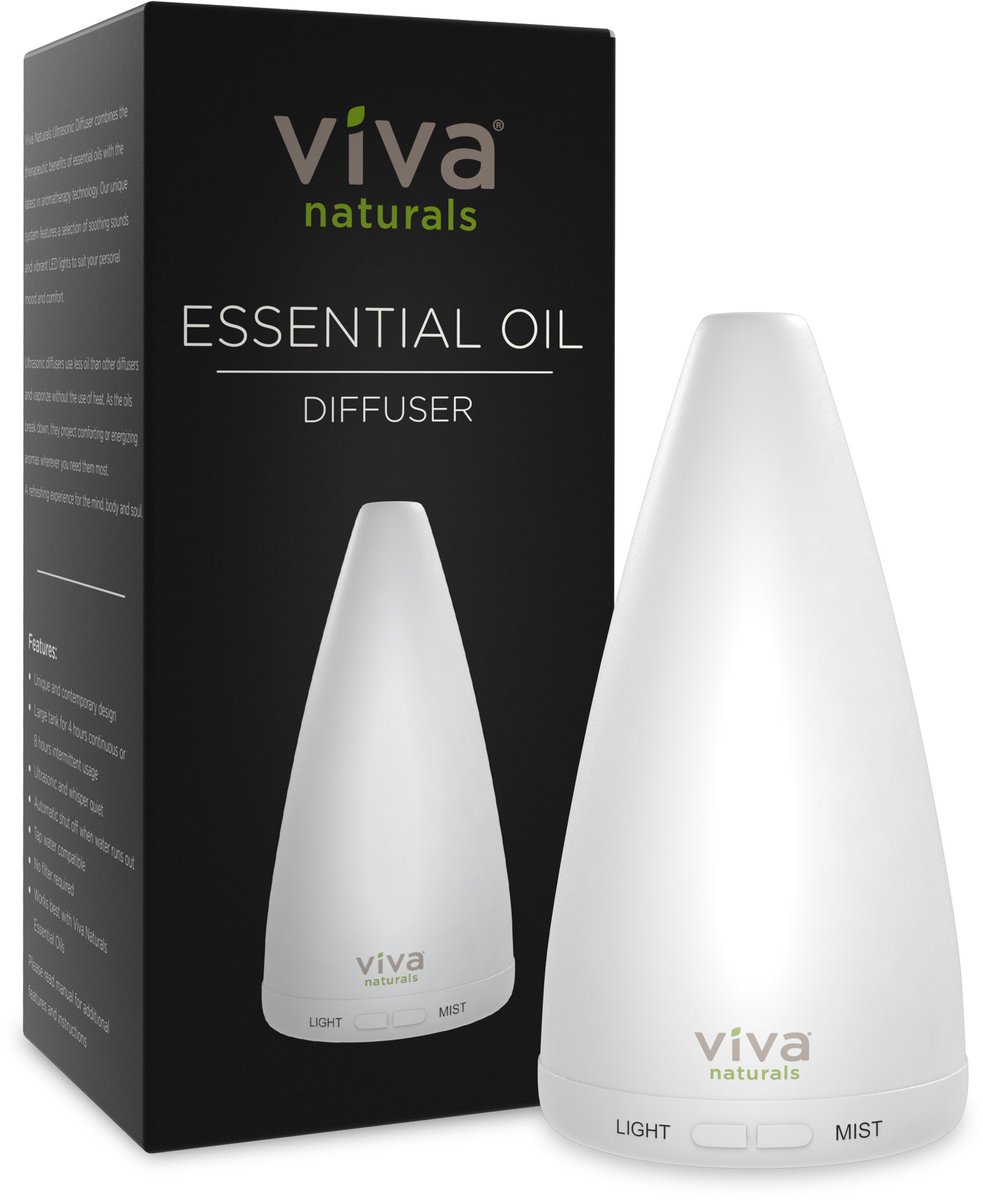 Viva Naturals Ultrasonic Diffuser combines the
therapeutic benefits of essential oils with the
latest in aromatherapy technology. Our unique
system features a selection of soothing sounds
and vibrant LED lights to suit your personal
mood and comfort
Ultrasonic diffusers use less oil than other diffusers
and vaporize without the use of heat. As the oils
break down, they project comforting or energizing
aromas wherever you need them most.
A refreshing experience for the mind, body and soul.
Features:
• Unique and contemporary design
• Large tank for 4 hours continuous or
8 hours intermittent usage
• Ultrasonic and whisper quiet
• Automatic shut off when water runs out
• Tap water compatible
• No filter required
• Works best with Viva Naturals
Essential Oils
Please read manual for additional
features and instructions
viva®
naturals
ESSENTIAL OIL
DIFFUSER
viva
naturals
LIGHT MIST
viva
naturals
LIGHT MIST